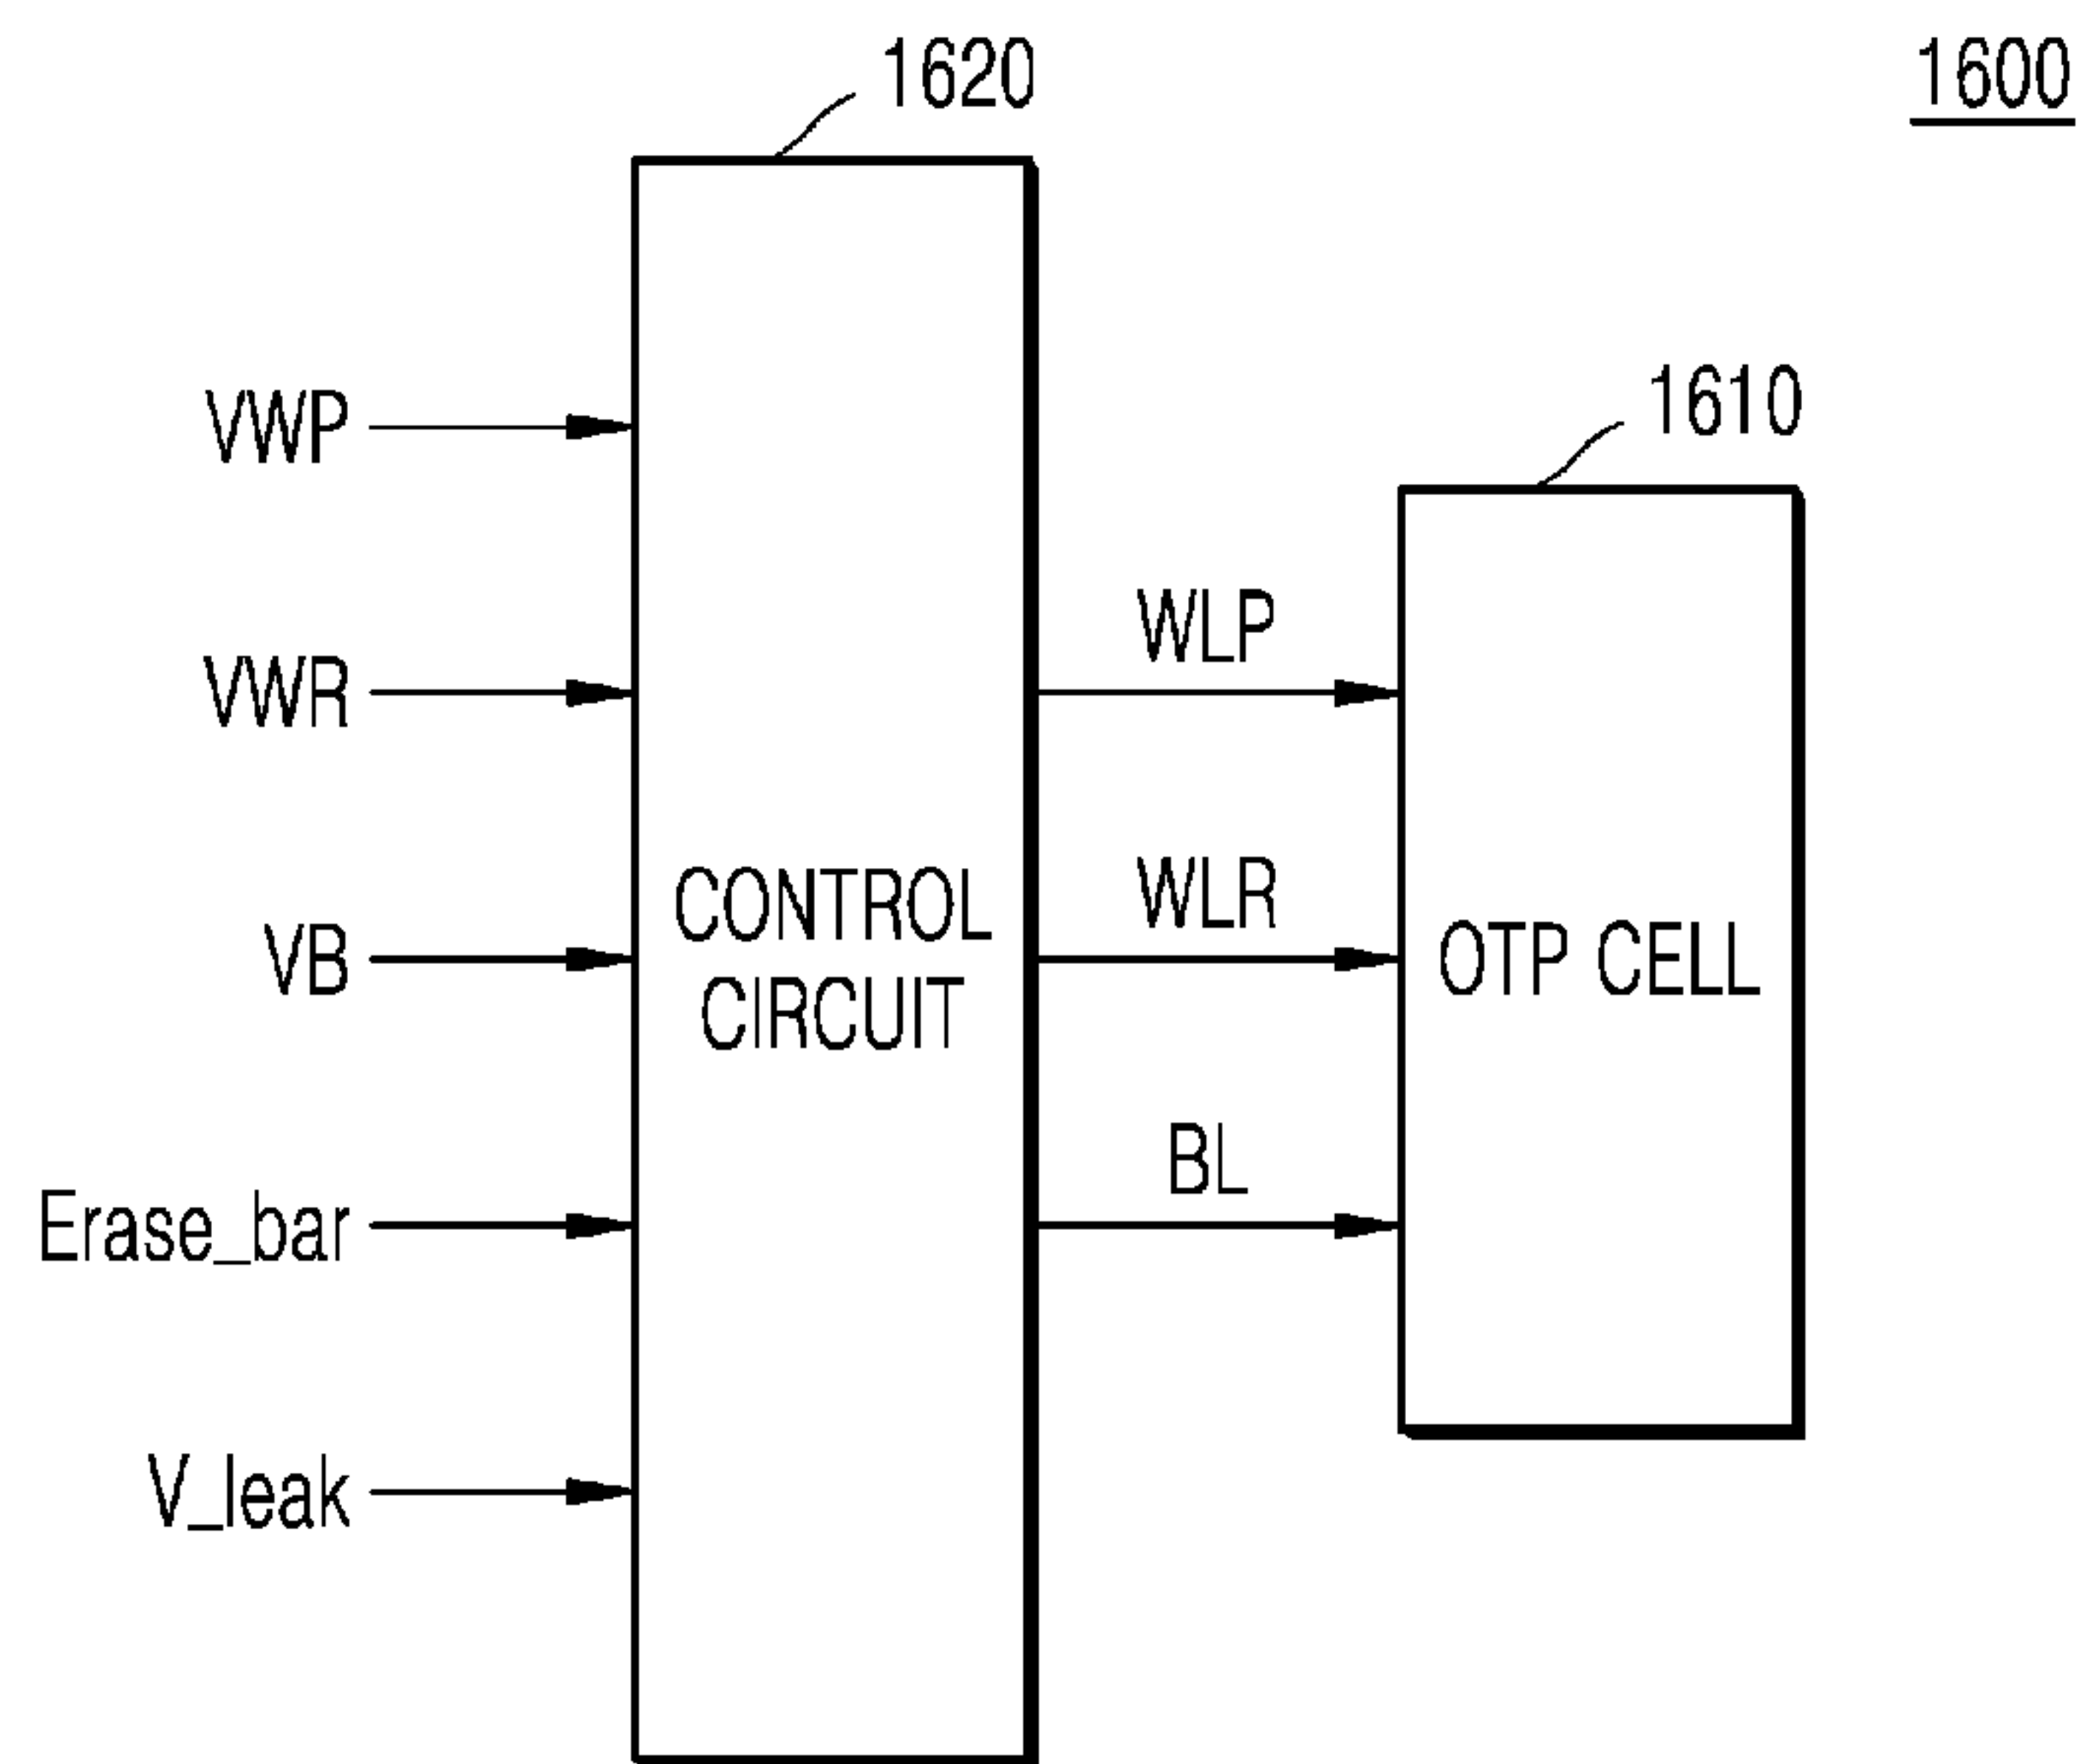 1620
1600
VWP
1610
WLP
VWR
WLR
VB
CONTROL
CIRCUIT
OTP CELL
BL
Erase_bar
V_leak